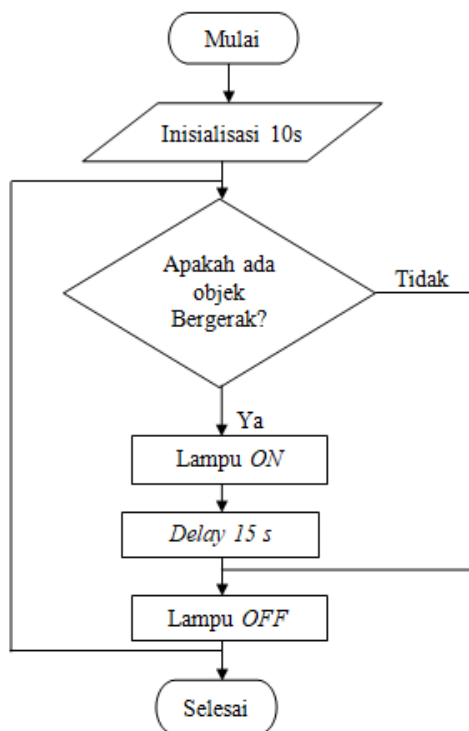 Mulai
Inisialisasi 10s
Apakah ada
objek
Bergerak?
Tidak
Ya
Lampu ON
Delay 15 s
Lampu OFF
Selesai